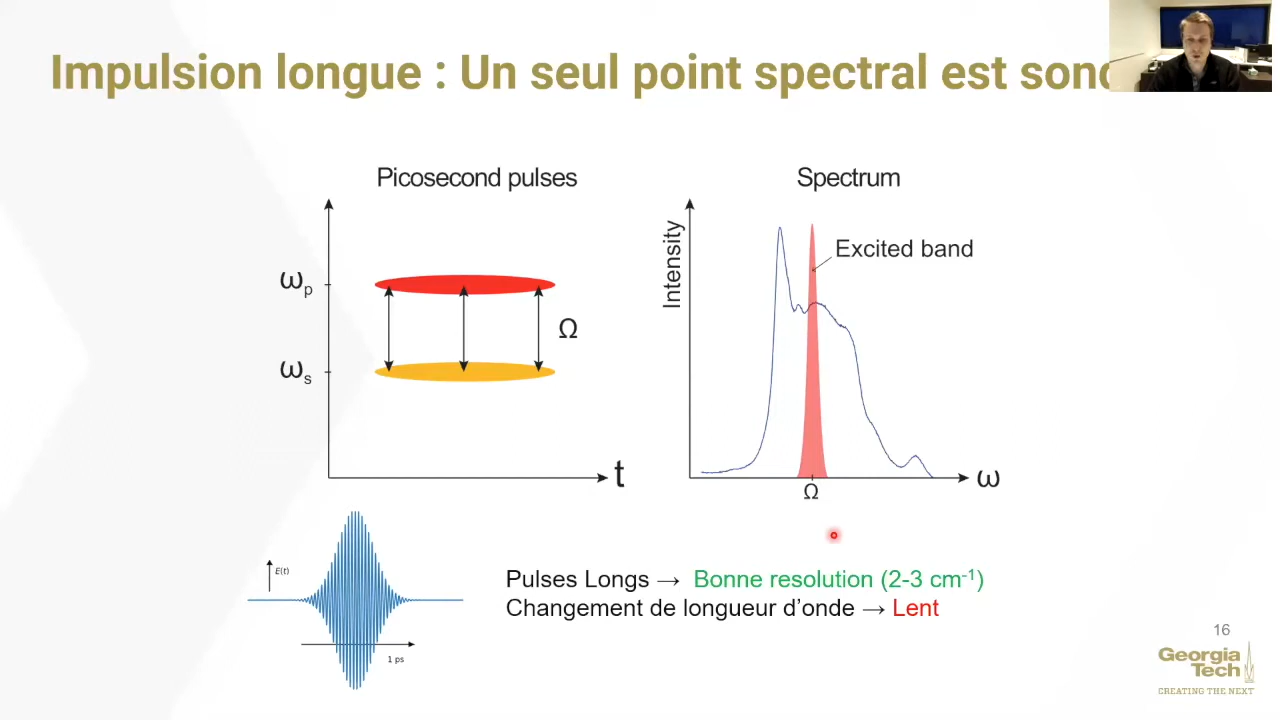 Impulsion longue : Un seul point spectral est
Picosecond pulses
Spectrum
ωp
ωs
Ω
t
Intensity
Excited band
Ω
ω
E(t)
1 ps
Pulses Longs → Bonne resolution (2-3 cm⁻¹)
Changement de longueur d’onde → Lent
16
Georgia
Tech
CREATING THE NEXT